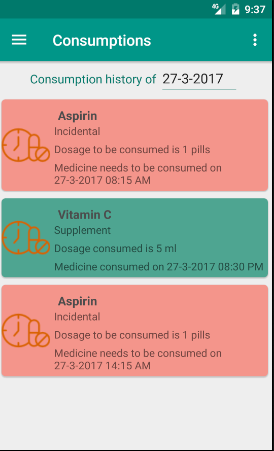 4G 9:37
Consumptions
Consumption history of 27-3-2017
Aspirin
Incidental
Dosage to be consumed is 1 pills
Medicine needs to be consumed on
27-3-2017 08:15 AM
Vitamin C
Supplement
Dosage consumed is 5 ml
Medicine consumed on 27-3-2017 08:30 PM
Aspirin
Incidental
Dosage to be consumed is 1 pills
Medicine needs to be consumed on
27-3-2017 14:15 AM